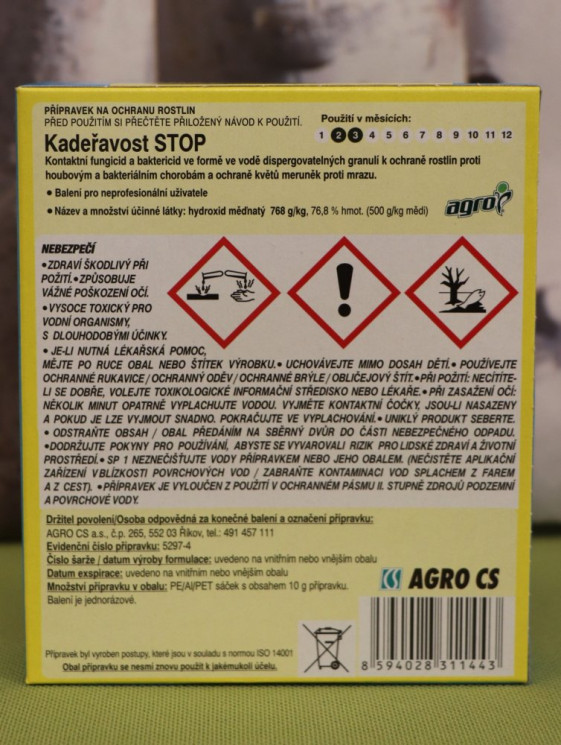 PŘÍPRAVEK NA OCHRANU ROSTLIN
PŘED POUŽITÍM SI PŘEČTĚTE PŘILOŽENÝ NÁVOD K POUŽITÍ.
Použití v měsících:
1 2 3 4 5 6 7 8 9 10 11 12
Kadeřavost STOP
Kontaktní fungicid a baktericid ve formě ve vodě dispergovatelných granulí k ochraně rostlin proti
houbovým a bakteriálním chorobám a ochraně květů meruněk proti mrazu.
• Balení pro neprofesionální uživatele
• Název a množství účinné látky: hydroxid měďnatý 768 g/kg, 76,8 % hmot. (500 g/kg mědi)
agro
NEBEZPEČÍ
•ZDRAVÍ ŠKODLIVÝ PŘI
POŽITÍ.•ZPŮSOBUJE
VÁŽNÉ POŠKOZENÍ OČÍ.
•VYSOCE TOXICKÝ PRO
VODNÍ ORGANISMY,
S DLOUHODOBÝMI ÚČINKY.
• JE-LI NUTNÁ LÉKAŘSKÁ POMOC,
MĚJTE PO RUCE OBAL NEBO ŠTÍTEK VÝROBKU.• UCHOVÁVEJTE MIMO DOSAH DĚTÍ.• POUŽÍVEJTE
OCHRANNÉ RUKAVICE / OCHRANNÝ ODĚV / OCHRANNÉ BRÝLE / OBLIČEJOVÝ ŠTÍT.•PŘI POŽITÍ: NECÍTÍTE-
LI SE DOBŘE, VOLEJTE TOXIKOLOGICKÉ INFORMAČNÍ STŘEDISKO NEBO LÉKAŘE.• PŘI ZASAŽENÍ OČÍ:
NĚKOLIK MINUT OPATRNĚ VYPLACHUJTE VODOU. VYJMĚTE KONTAKTNÍ ČOČKY, JSOU-LI NASAZENY
A POKUD JE LZE VYJMOUT SNADNO. POKRAČUJTE VE VYPLACHOVÁNÍ.• UNIKLÝ PRODUKT SEBERTE.
• ODSTRAŇTE OBSAH / OBAL PŘEDÁNÍM NA SBĚRNÝ DVŮR DO ČÁSTI NEBEZPEČNÉHO ODPADU.
•DODRŽUJTE POKYNY PRO POUŽÍVÁNÍ, ABYSTE SE VYVAROVALI RIZIK PRO LIDSKÉ ZDRAVÍ A ŽIVOTNÍ
PROSTŘEDÍ.• SP 1 NEZNEČIŠŤUJTE VODY PŘÍPRAVKEM NEBO JEHO OBALEM. (NEČISTĚTE APLIKAČNÍ
ZAŘÍZENÍ V BLÍZKOSTI POVRCHOVÝCH VOD / ZABRAŇTE KONTAMINACI VOD SPLACHEM Z FAREM
A Z CEST). •PŘÍPRAVEK JE VYLOUČEN Z POUŽITÍ V OCHRANNÉM PÁSMU II. STUPNĚ ZDROJŮ PODZEMNÍ
A POVRCHOVÉ VODY.
Držitel povolení/Osoba odpovědná za konečné balení a označení přípravku:
AGRO CS a.s., č.p. 265, 552 03 Říkov, tel.: 491 457 111
Evidenční číslo přípravku: 5297-4
Číslo šarže / datum výroby formulace: uvedeno na vnitřním nebo vnějším obalu
Datum exspirace: uvedeno na vnitřním nebo vnějším obalu
Množství přípravku v obalu: PE/Al/PET sáček s obsahem 10 g přípravku.
Balení je jednorázové.
AGRO CS
Přípravek byl vyroben postupy, které jsou v souladu s normou ISO 14001
Obal přípravku se nesmí znovu použít k jakémukoli účelu.
8 594028 311443